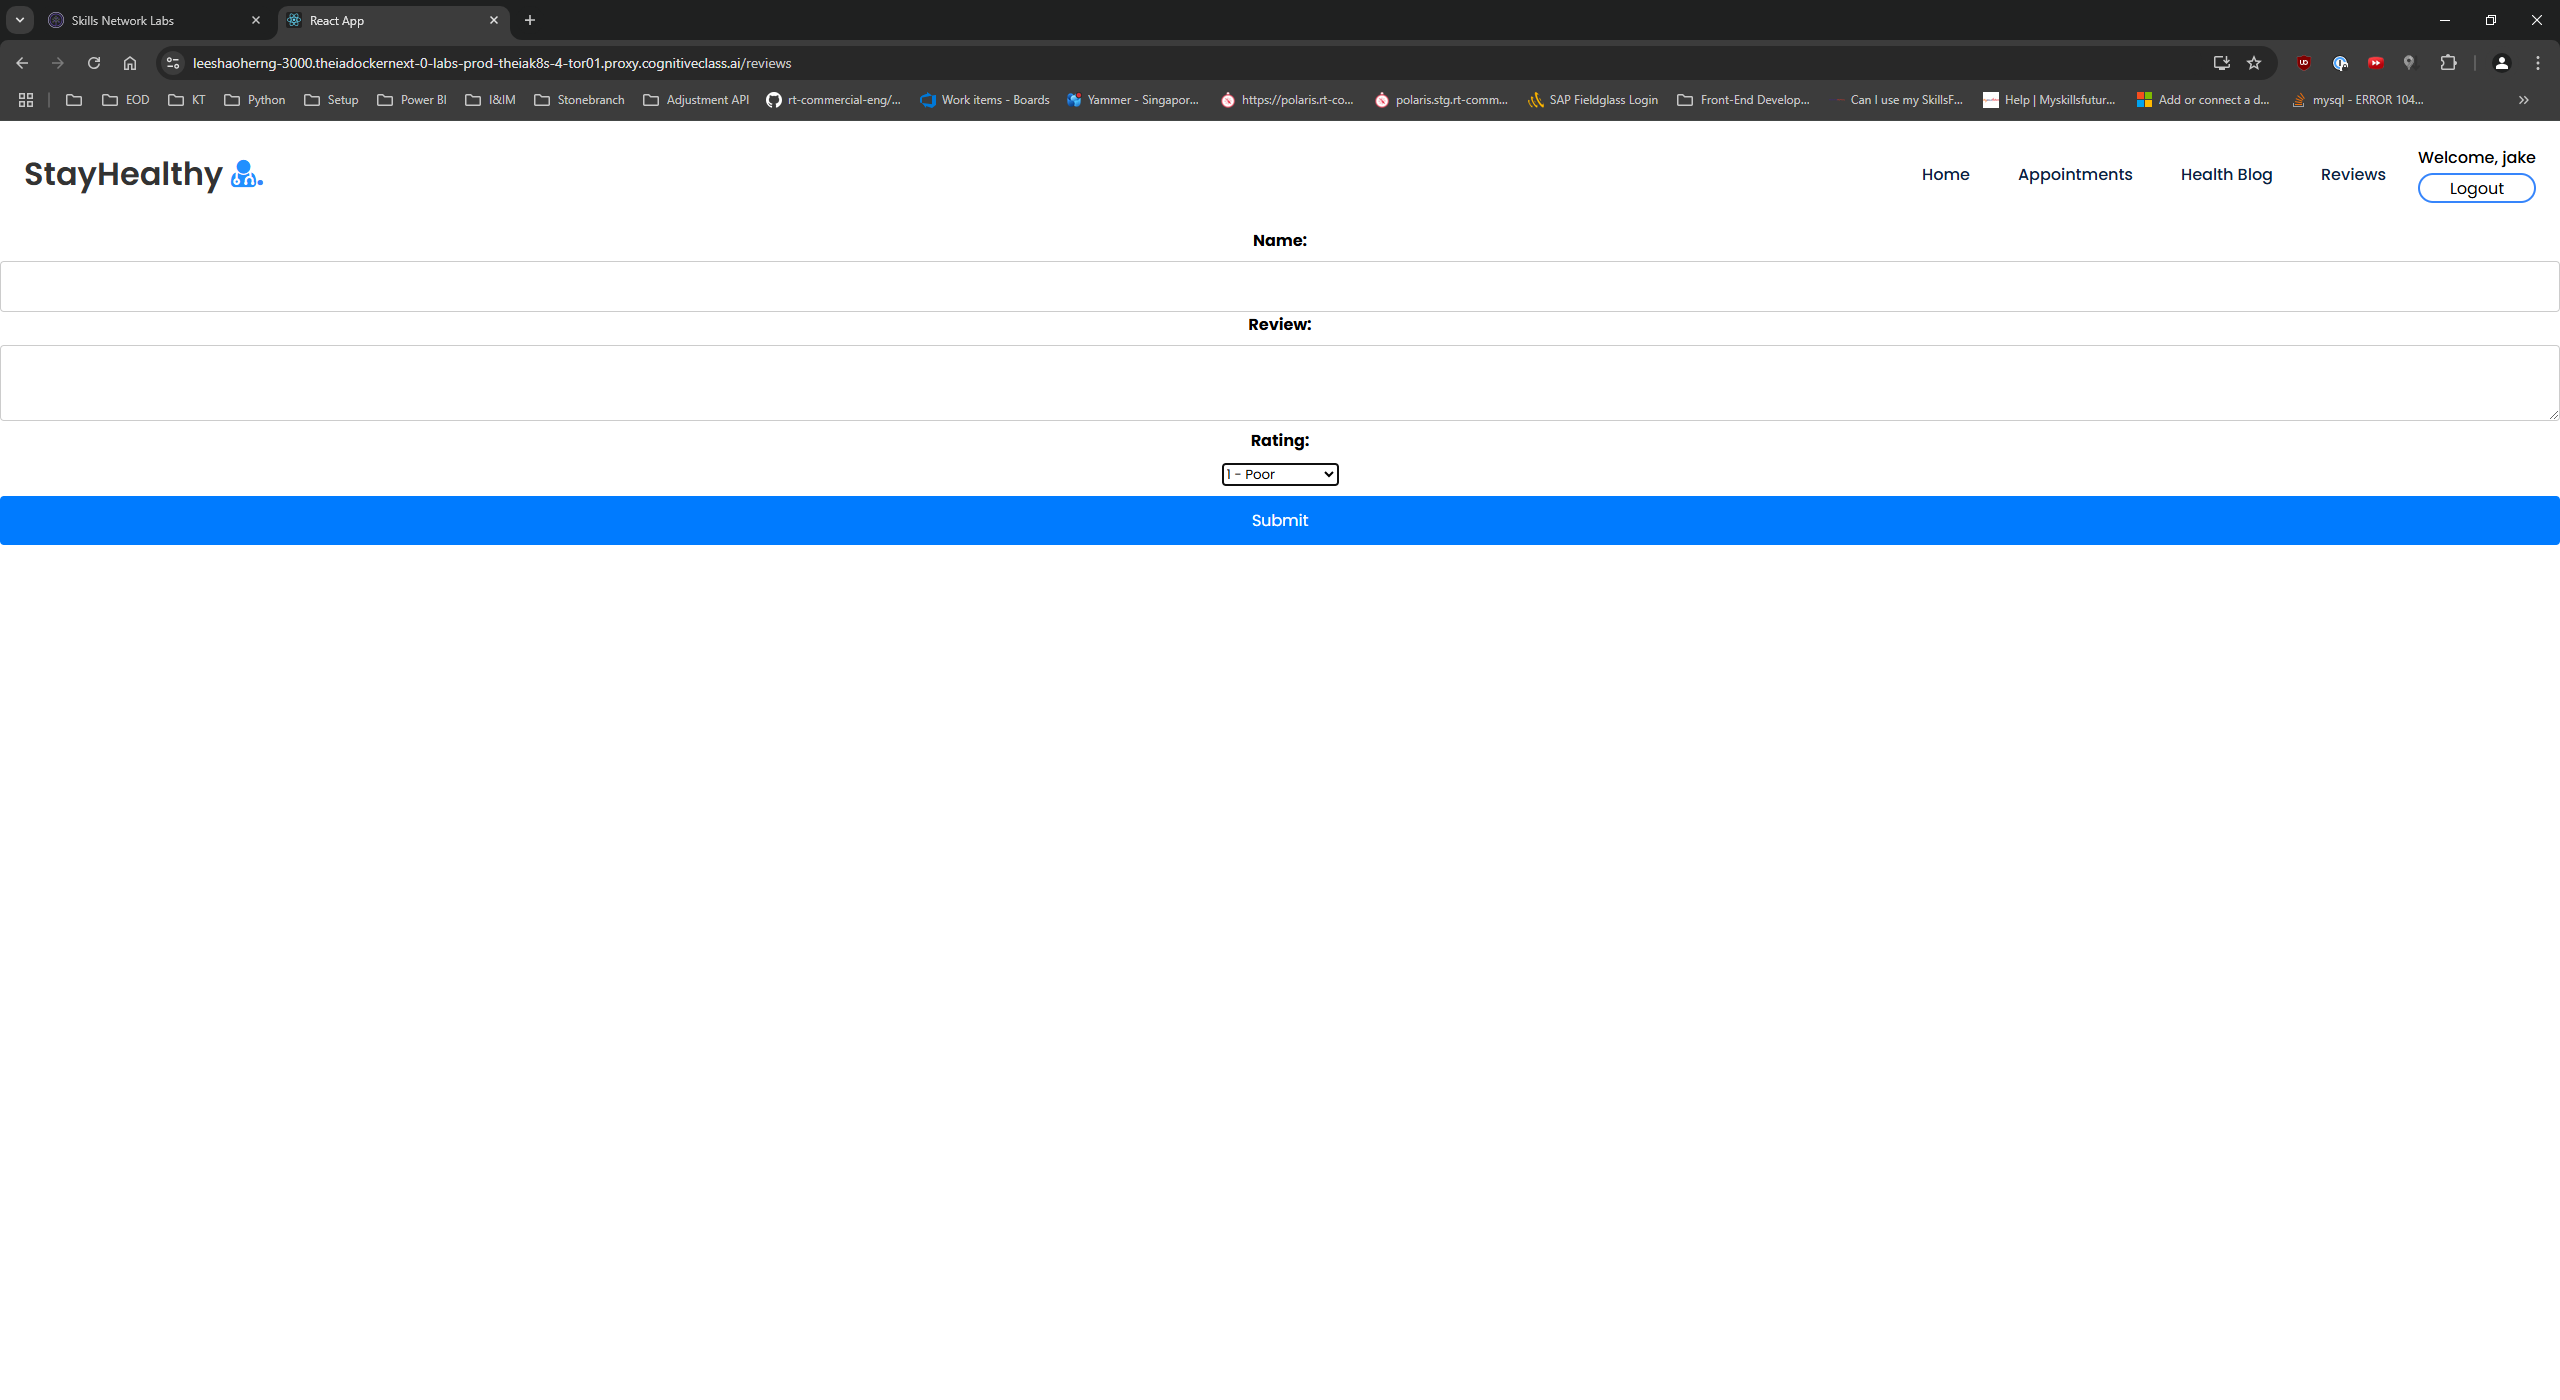 Skills Network Labs
React App
leeshaoherng-3000.theiadockernext-0-labs-prod-theiak8s-4-tor01.proxy.cognitiveclass.ai/reviews
EOD KT Python Setup Power BI I&IM Stonebranch Adjustment API rt-commercial-eng/... Work items - Boards Yammer - Singapor... https://polaris.rt-co... polaris.stg.rt-comm... SAP Fieldglass Login Front-End Develop... Can I use my SkillsF... Help | Myskillsfutur... Add or connect a d... mysql - ERROR 104...
StayHealthy
Home Appointments Health Blog Reviews
Welcome, jake
Logout
Name:
Review:
Rating:
1 - Poor
Submit